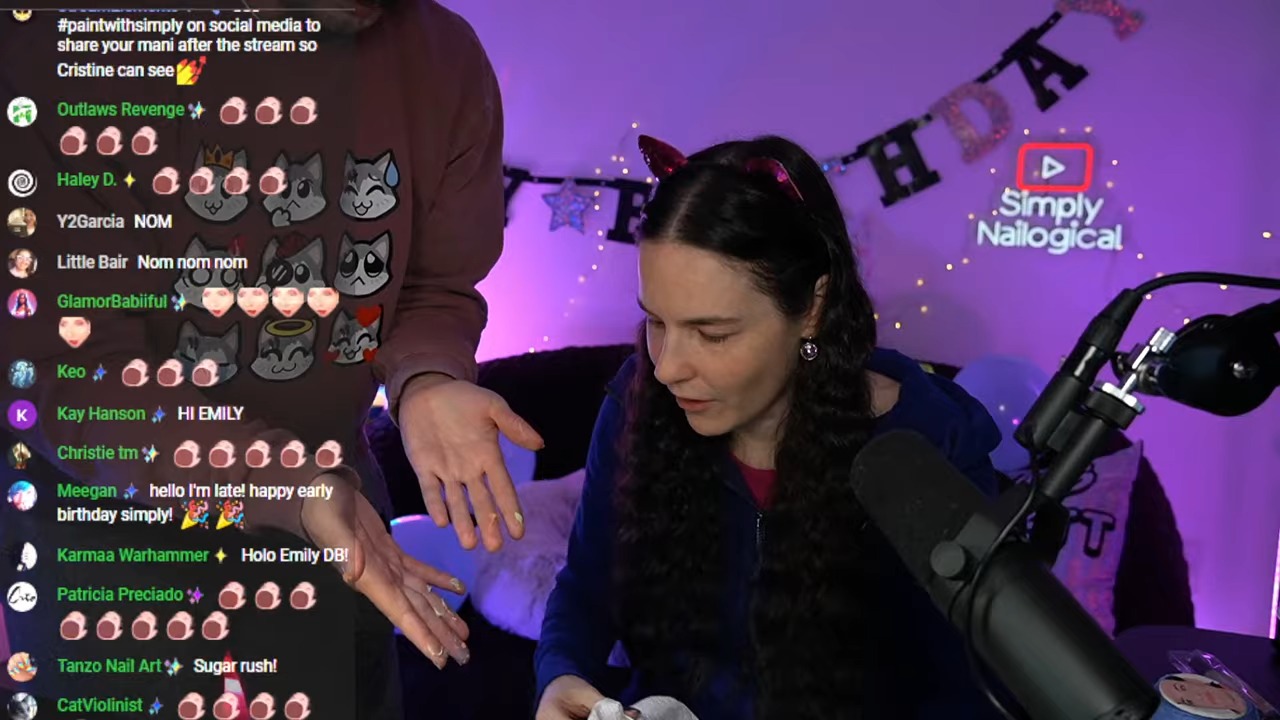 #paintwithsimply on social media to
share your mani after the stream so
Cristine can see
Outlaws Revenge
Haley D.
Y2Garcia NOM
Little Bair Nom nom nom
GlamorBabiiful
Keo
K Kay Hanson HI EMILY
Christie tm
Meegan hello I'm late! happy early
birthday simply!
Karmaa Warhammer Holo Emily DB!
Patricia Preciado
Tanzo Nail Art Sugar rush!
CatViolinist
HDA
Simply
Nailogical